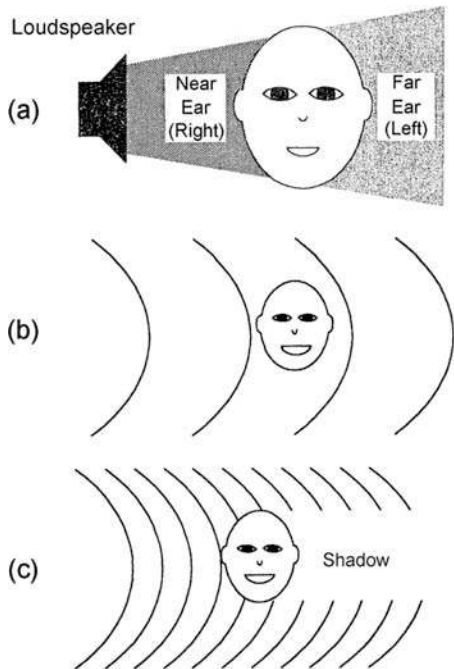 Loudspeaker
(a)
Near
Ear
(Right)
Far
Ear
(Left)
(b)
(c)
Shadow